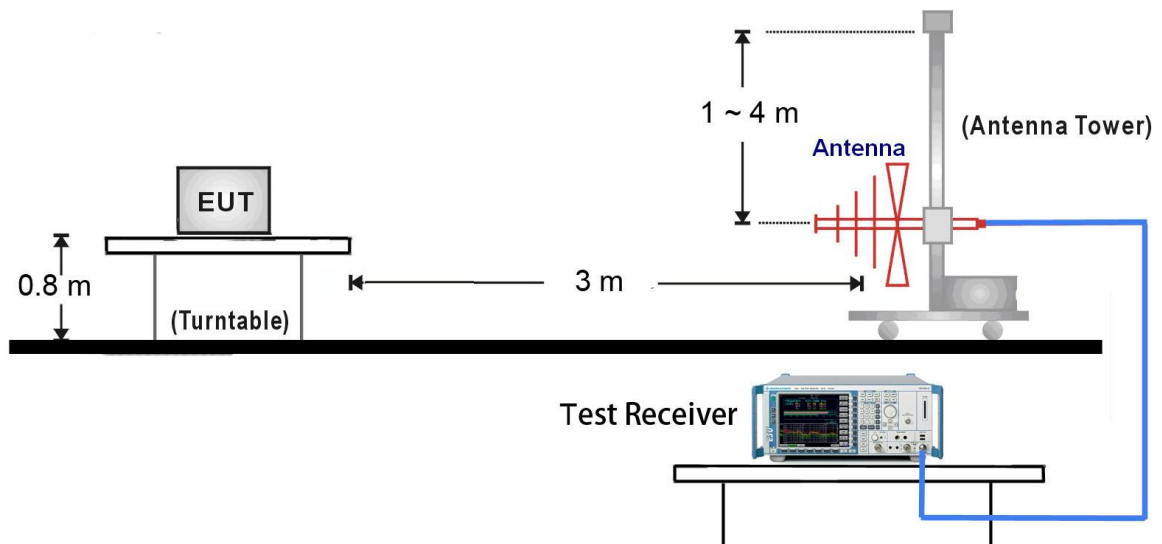 1 ~ 4 m
(Antenna Tower)
Antenna
EUT
0.8 m
3 m
(Turntable)
Test Receiver